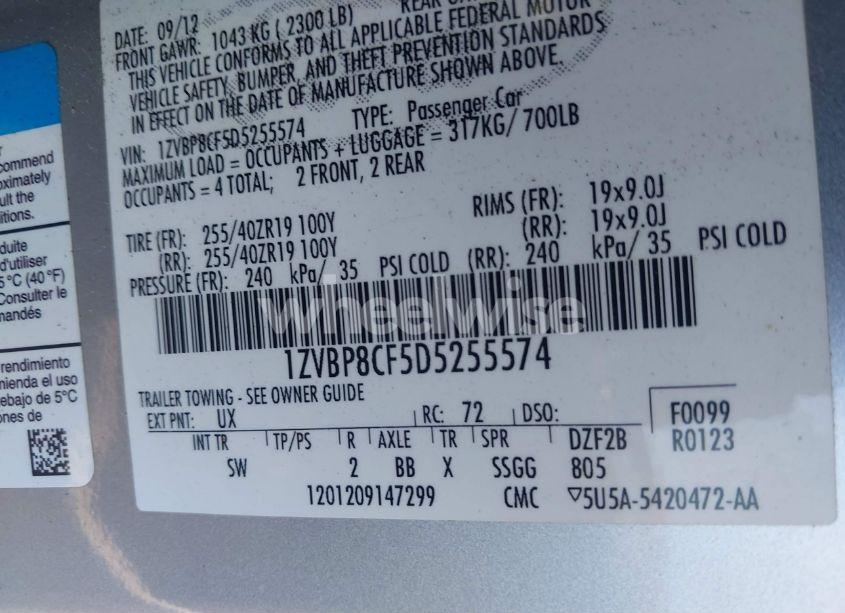 REAR
DATE: 09/12
FRONT GAWR: 1043 KG ( 2300 LB)
THIS VEHICLE CONFORMS TO ALL APPLICABLE FEDERAL MOTOR
VEHICLE SAFETY, BUMPER, AND THEFT PREVENTION STANDARDS
IN EFFECT ON THE DATE OF MANUFACTURE SHOWN ABOVE.
VIN: 1ZVBP8CF5D5255574 TYPE: Passenger Car
MAXIMUM LOAD = OCCUPANTS + LUGGAGE = 317KG/ 700LB
OCCUPANTS = 4 TOTAL; 2 FRONT, 2 REAR
TIRE (FR): 255/40ZR19 100Y RIMS (FR): 19x9.0J
(RR): 255/40ZR19 100Y (RR): 19x9.0J
PRESSURE (FR): 240 kPa/ 35 PSI COLD (RR): 240 kPa/ 35 PSI COLD
wheelwise
1ZVBP8CF5D5255574
TRAILER TOWING - SEE OWNER GUIDE
EXT PNT: UX RC: 72 DSO: F0099
INT TR TP/PS R AXLE TR SPR DZF2B R0123
SW 2 BB X SSGG 805
1201209147299 CMC ▽5U5A-5420472-AA
commend
ult the
itions.
duite
d'utiliser
5°C (40°F)
Consulter le
mandés
rendimiento
mienda el uso
ebajo de 5°C
ones de